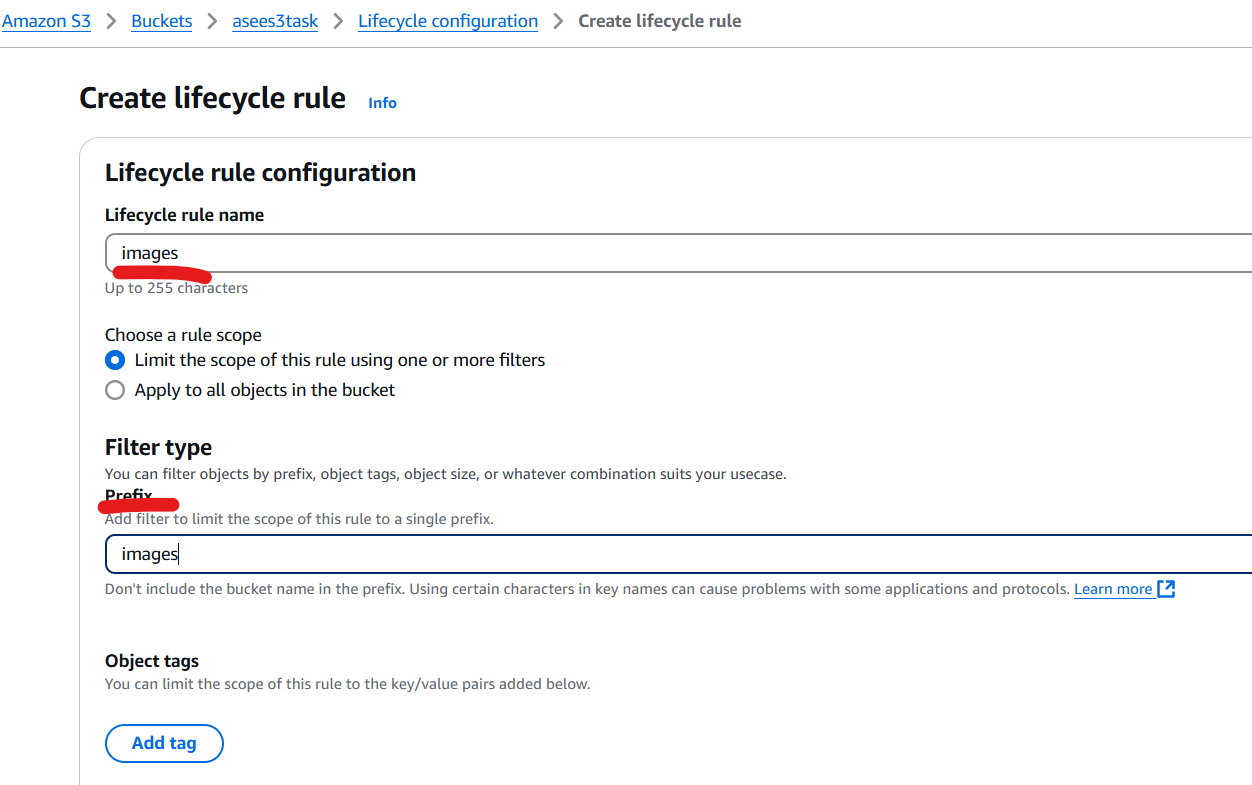 Amazon S3 > Buckets > asees3task > Lifecycle configuration > Create lifecycle rule
Create lifecycle rule Info
Lifecycle rule configuration
Lifecycle rule name
images
Up to 255 characters
Choose a rule scope
Limit the scope of this rule using one or more filters
Apply to all objects in the bucket
Filter type
You can filter objects by prefix, object tags, object size, or whatever combination suits your usecase.
Prefix
Add filter to limit the scope of this rule to a single prefix.
images
Don't include the bucket name in the prefix. Using certain characters in key names can cause problems with some applications and protocols. Learn more
Object tags
You can limit the scope of this rule to the key/value pairs added below.
Add tag